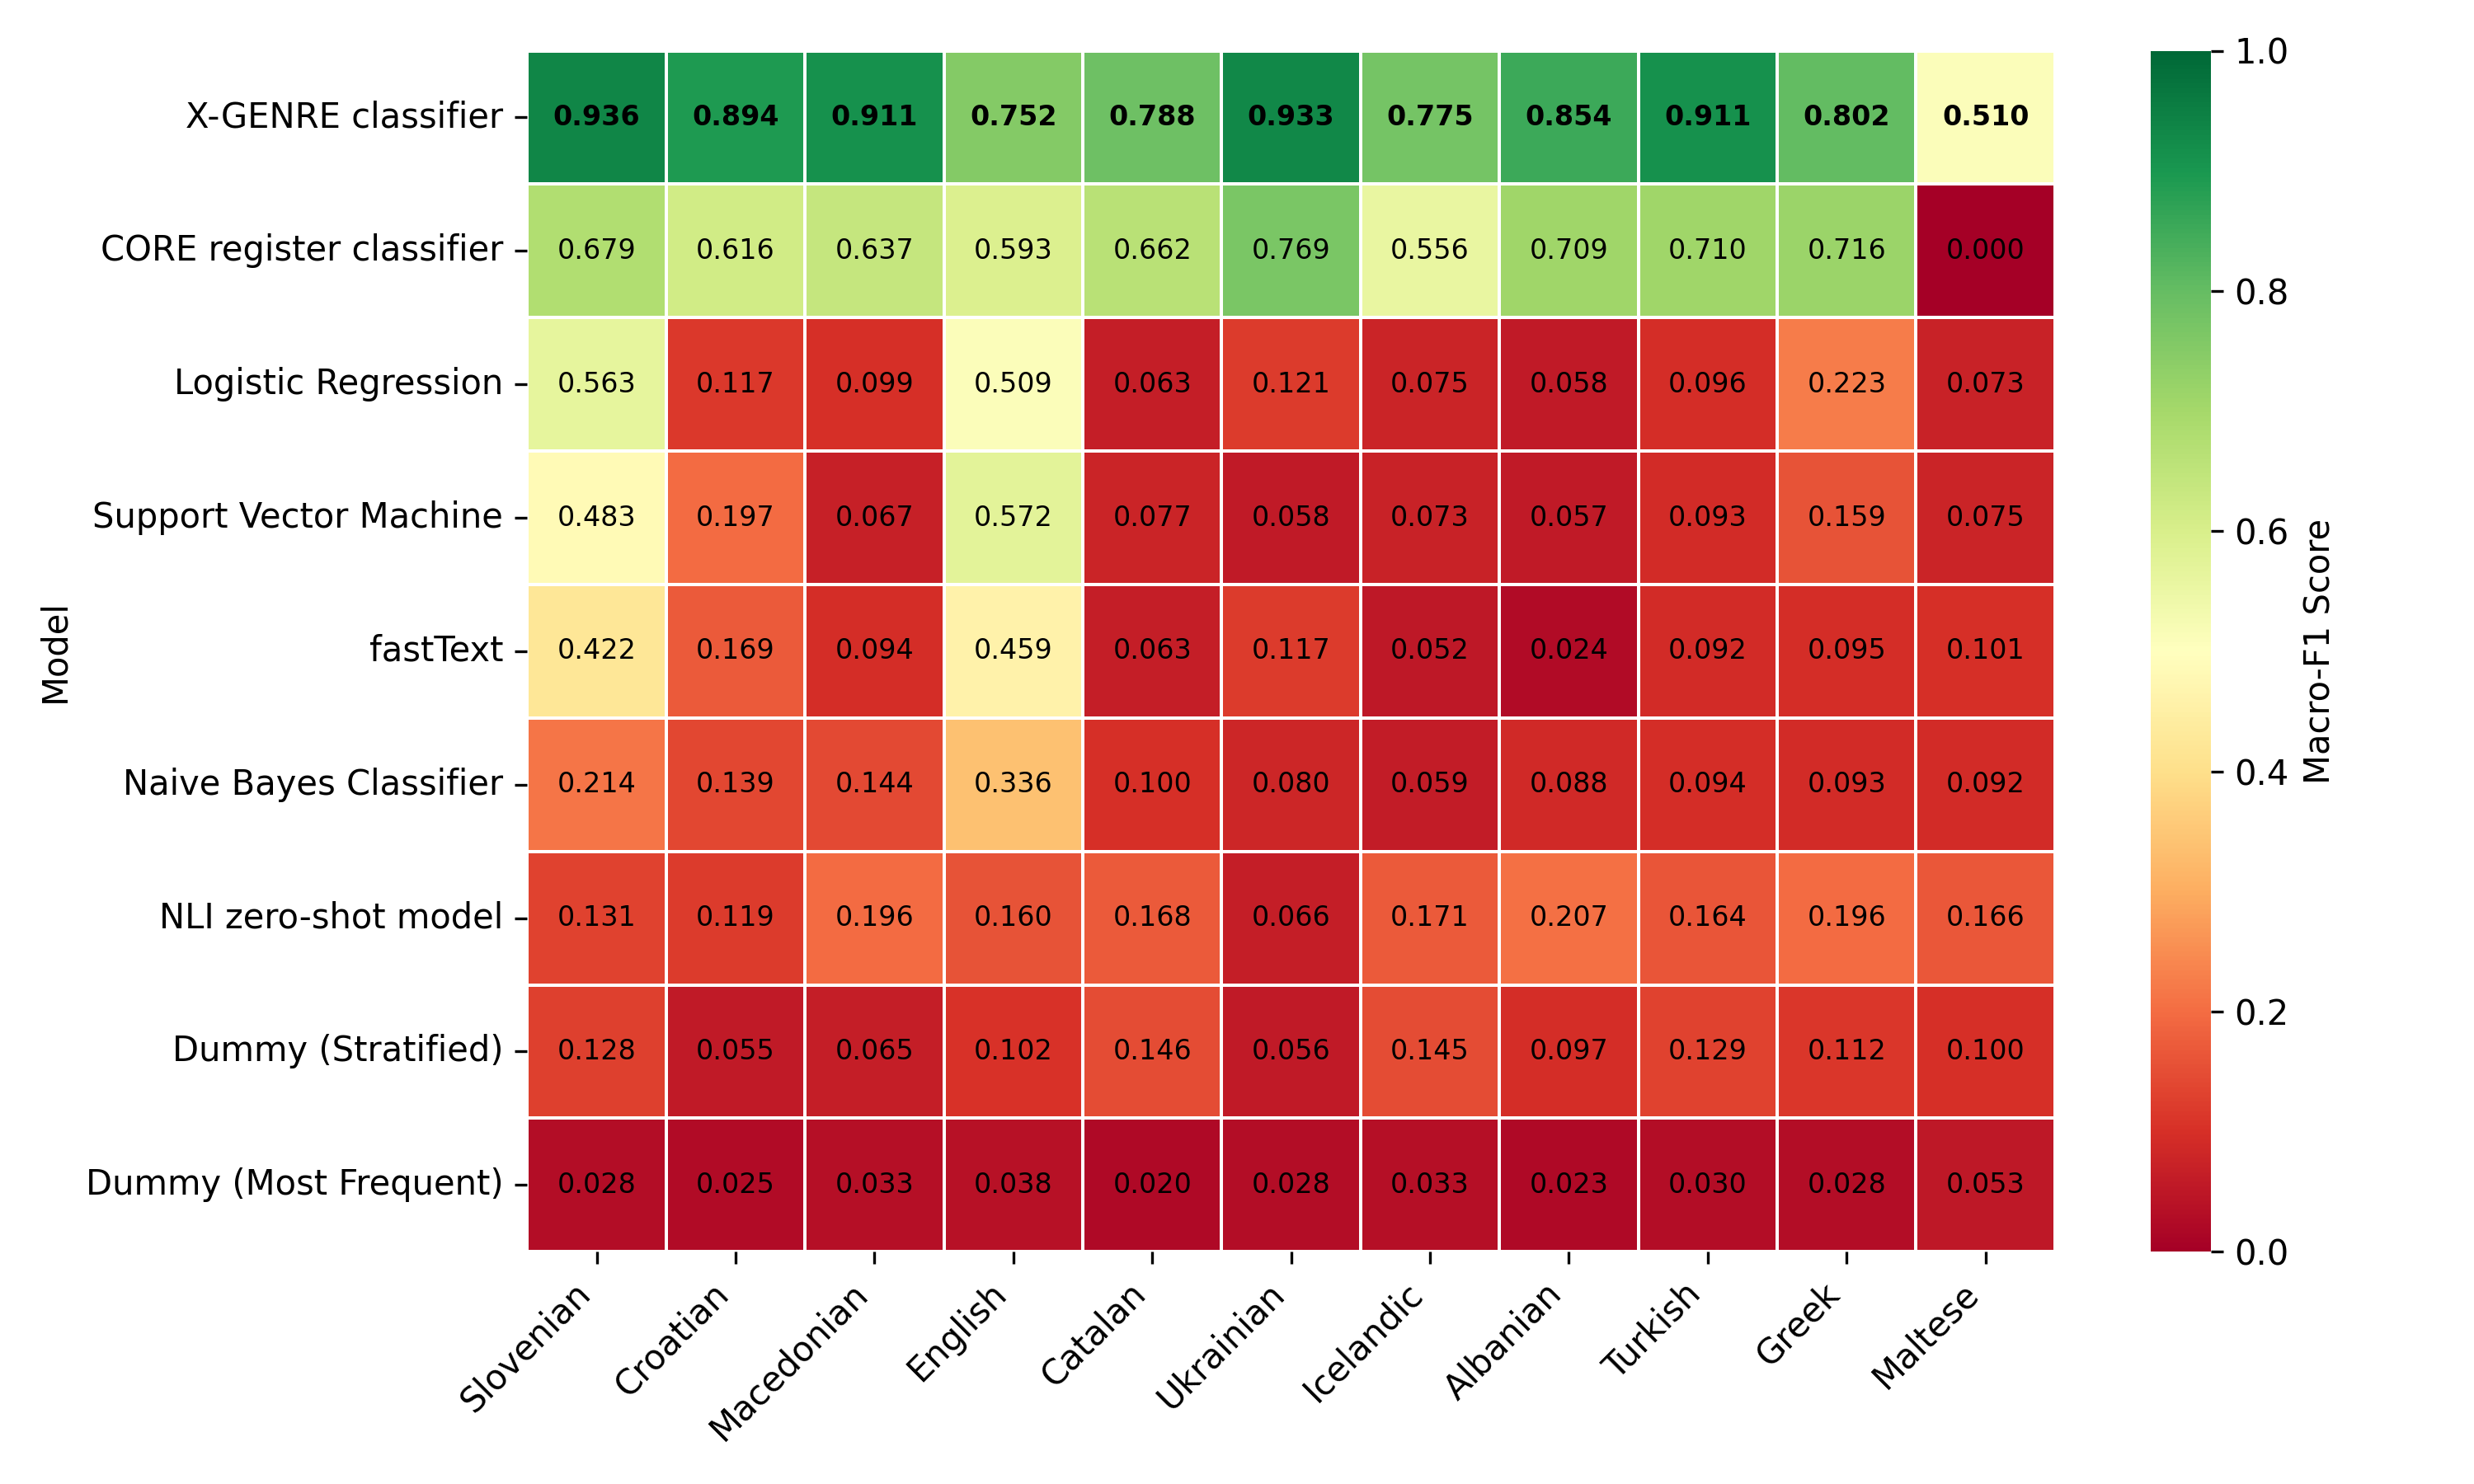 X-GENRE classifier 0.936 0.894 0.911 0.752 0.788 0.933 0.775 0.854 0.911 0.802 0.510
CORE register classifier 0.679 0.616 0.637 0.593 0.662 0.769 0.556 0.709 0.710 0.716 0.000
Logistic Regression 0.563 0.117 0.099 0.509 0.063 0.121 0.075 0.058 0.096 0.223 0.073
Support Vector Machine 0.483 0.197 0.067 0.572 0.077 0.058 0.073 0.057 0.093 0.159 0.075
fastText 0.422 0.169 0.094 0.459 0.063 0.117 0.052 0.024 0.092 0.095 0.101
Naive Bayes Classifier 0.214 0.139 0.144 0.336 0.100 0.080 0.059 0.088 0.094 0.093 0.092
NLI zero-shot model 0.131 0.119 0.196 0.160 0.168 0.066 0.171 0.207 0.164 0.196 0.166
Dummy (Stratified) 0.128 0.055 0.065 0.102 0.146 0.056 0.145 0.097 0.129 0.112 0.100
Dummy (Most Frequent) 0.028 0.025 0.033 0.038 0.020 0.028 0.033 0.023 0.030 0.028 0.053
Slovenian Croatian Macedonian English Catalan Ukrainian Icelandic Albanian Turkish Greek Maltese
Model
1.0
0.8
0.6
0.4
0.2
0.0
Macro-F1 Score